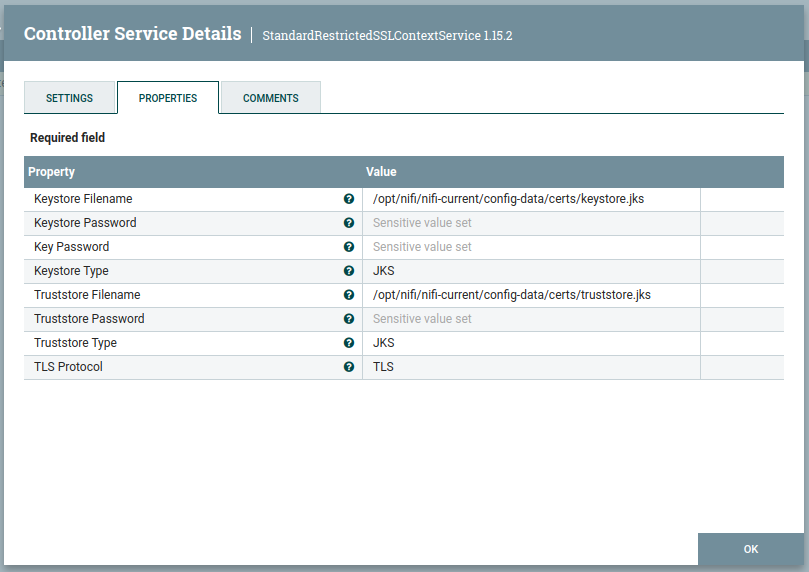 Controller Service Details | StandardRestrictedSSLContextService 1.15.2
SETTINGS PROPERTIES COMMENTS
Required field
Property Value
Keystore Filename ? /opt/nifi/nifi-current/config-data/certs/keystore.jks
Keystore Password ? Sensitive value set
Key Password ? Sensitive value set
Keystore Type ? JKS
Truststore Filename ? /opt/nifi/nifi-current/config-data/certs/truststore.jks
Truststore Password ? Sensitive value set
Truststore Type ? JKS
TLS Protocol ? TLS
OK